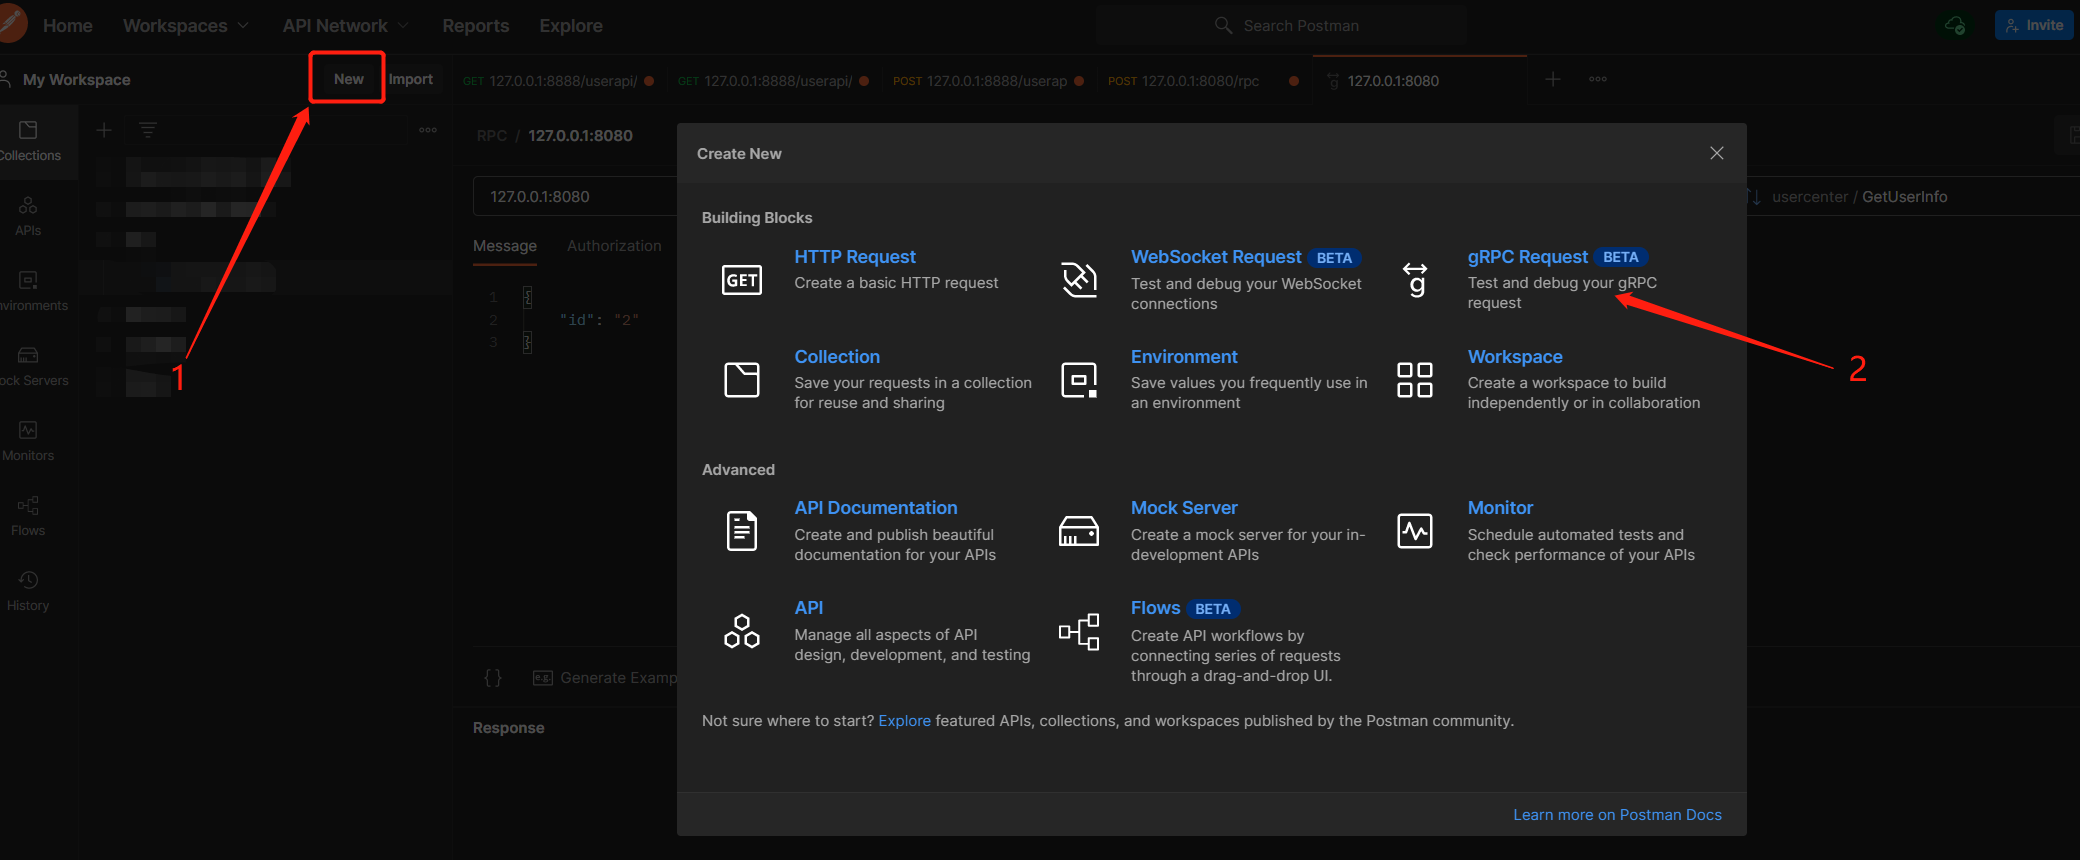 Home Workspaces API Network Reports Explore Search Postman Invite
My Workspace New Import GET 127.0.0.1:8888/userapi/ GET 127.0.0.1:8888/userapi/ POST 127.0.0.1:8888/userap POST 127.0.0.1:8080/rpc 127.0.0.1:8080
Collections
APIs
nvironments
ock Servers
Monitors
Flows
History
1
RPC / 127.0.0.1:8080
127.0.0.1:8080
usercenter / GetUserInfo
Message Authorization
1 {
2 "id": "2"
3 }
{} e.g. Generate Examp
Response
Create New
Building Blocks
HTTP Request
Create a basic HTTP request
GET
WebSocket Request BETA
Test and debug your WebSocket
connections
gRPC Request BETA
Test and debug your gRPC
request
g
2
Collection
Save your requests in a collection
for reuse and sharing
Environment
Save values you frequently use in
an environment
Workspace
Create a workspace to build
independently or in collaboration
Advanced
API Documentation
Create and publish beautiful
documentation for your APIs
Mock Server
Create a mock server for your in-
development APIs
Monitor
Schedule automated tests and
check performance of your APIs
API
Manage all aspects of API
design, development, and testing
Flows BETA
Create API workflows by
connecting series of requests
through a drag-and-drop UI.
Not sure where to start? Explore featured APIs, collections, and workspaces published by the Postman community.
Learn more on Postman Docs